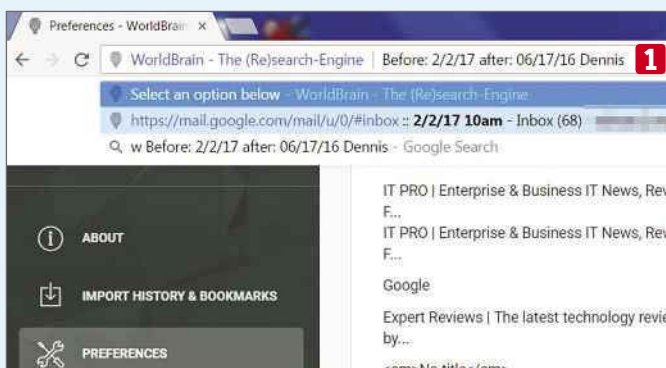 Preferences - WorldBrain ×
WorldBrain - The (Re)search-Engine | Before: 2/2/17 after: 06/17/16 Dennis 1
Select an option below - WorldBrain - The (Re)search-Engine
https://mail.google.com/mail/u/0/#inbox :: 2/2/17 10am - Inbox (68)
w Before: 2/2/17 after: 06/17/16 Dennis - Google Search
ABOUT
IMPORT HISTORY & BOOKMARKS
PREFERENCES
IT PRO | Enterprise & Business IT News, Rev
F...
IT PRO | Enterprise & Business IT News, Rev
F...
Google
Expert Reviews | The latest technology revie
by...
<em>No title</em>